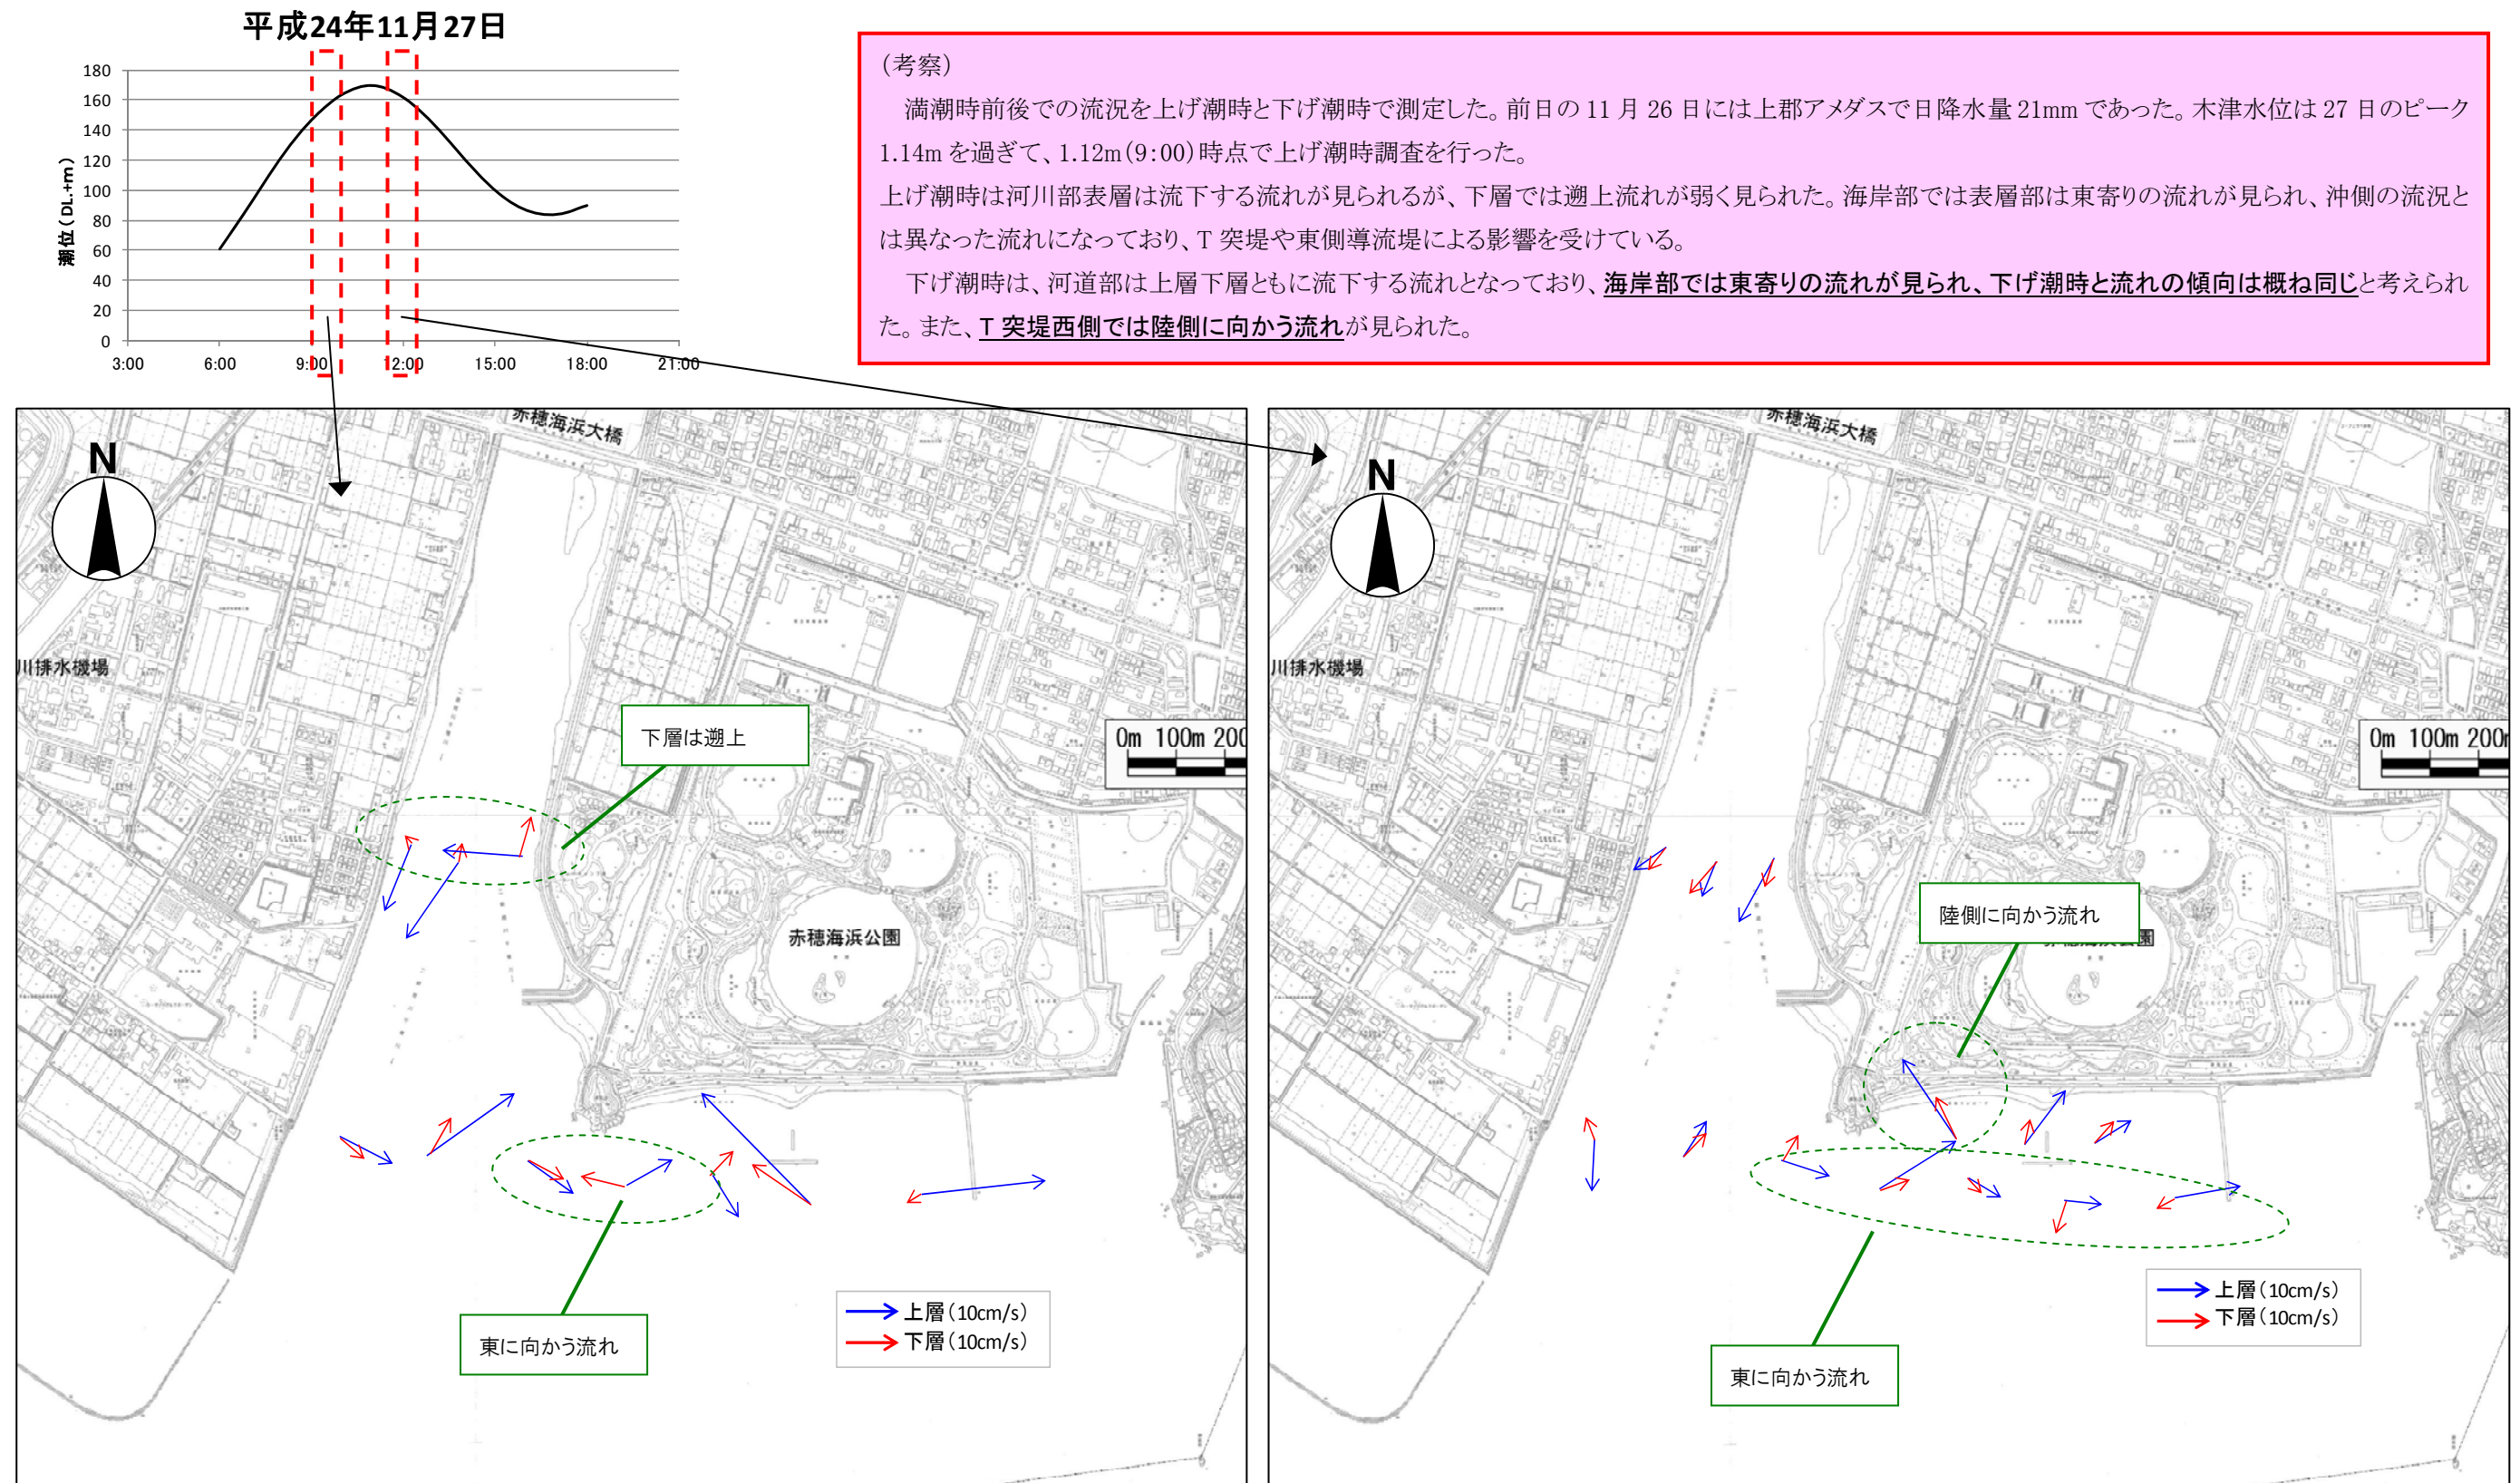 平成24年11月27日
潮位(DL+m)
180
160
140
120
100
80
60
40
20
0
3:00
6:00
9:00
12:00
15:00
18:00
21:00
(考察)
満潮時前後での流況を上げ潮時と下げ潮時で測定した。前日の11月26日には上郡アメダスで日降水量21mmであった。木津水位は27日のピーク
1.14mを過ぎて、1.12m(9:00)時点で上げ潮時調査を行った。
上げ潮時は河川部表層は流下する流れが見られるが、下層では遡上流れが弱く見られた。海岸部では表層部は東寄りの流れが見られ、沖側の流況と
は異なった流れになっており、T突堤や東側導流堤による影響を受けている。
下げ潮時は、河道部は上層下層ともに流下する流れとなっており、海岸部では東寄りの流れが見られ、下げ潮時と流れの傾向は概ね同じと考えられ
た。また、T突堤西側では陸側に向かう流れが見られた。
赤穂海浜大橋
N
川排水機場
下層は遡上
0m 100m 200
赤穂海浜公園
東に向かう流れ
上層(10cm/s)
下層(10cm/s)
赤穂海浜大橋
N
川排水機場
0m 100m 200m
陸側に向かう流れ
園
東に向かう流れ
上層(10cm/s)
下層(10cm/s)